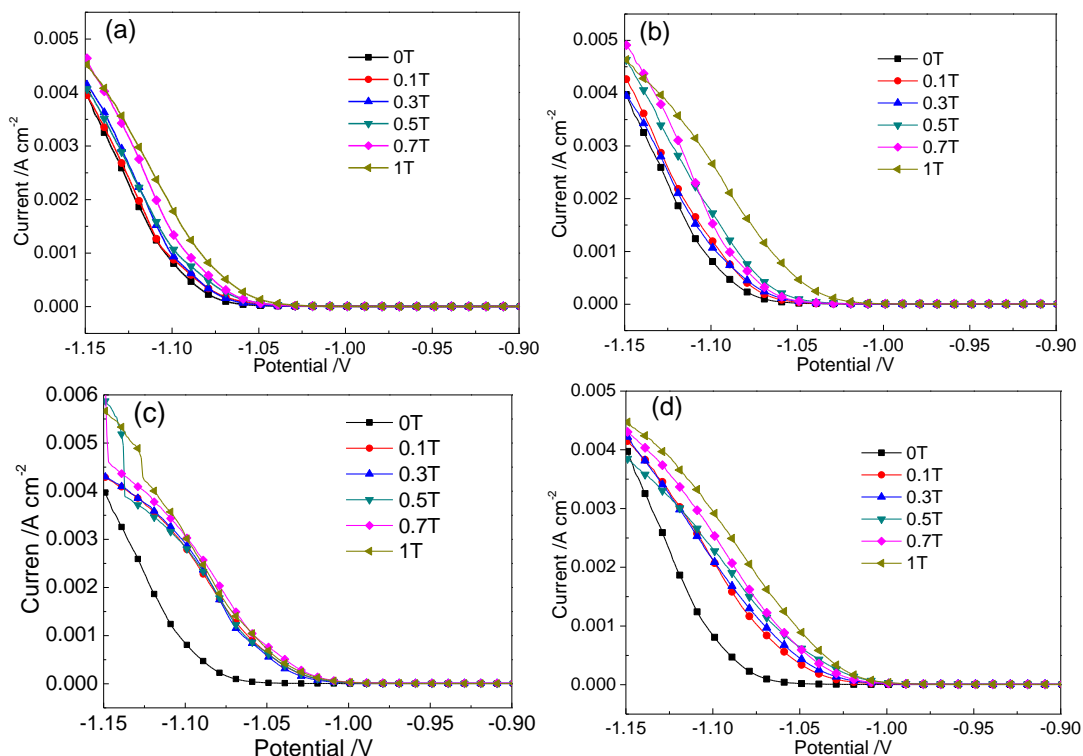 (a)
0.005
0.004
0.003
0.002
0.001
0.000
Current /A cm-2
0T
0.1T
0.3T
0.5T
0.7T
1T
-1.15 -1.10 -1.05 -1.00 -0.95 -0.90
Potential /V
(b)
0.005
0.004
0.003
0.002
0.001
0.000
Current /A cm-2
0T
0.1T
0.3T
0.5T
0.7T
1T
-1.15 -1.10 -1.05 -1.00 -0.95 -0.90
Potential /V
(c)
0.006
0.005
0.004
0.003
0.002
0.001
0.000
Curren /A cm-2
0T
0.1T
0.3T
0.5T
0.7T
1T
-1.15 -1.10 -1.05 -1.00 -0.95 -0.90
Potential /V
(d)
0.005
0.004
0.003
0.002
0.001
0.000
Current /A cm-2
0T
0.1T
0.3T
0.5T
0.7T
1T
-1.15 -1.10 -1.05 -1.00 -0.95 -0.90
Potential /V